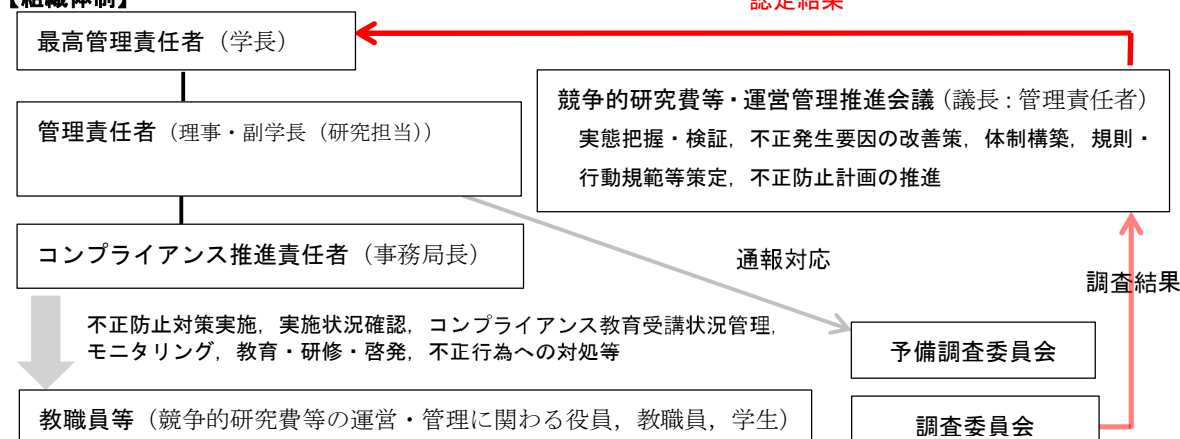 【組織体制】
認定結果
最高管理責任者（学長）
管理責任者（理事・副学長（研究担当））
競争的研究費等・運営管理推進会議（議長：管理責任者）
実態把握・検証，不正発生要因の改善策，体制構築，規則・
行動規範等策定，不正防止計画の推進
コンプライアンス推進責任者（事務局長）
通報対応
調査結果
不正防止対策実施，実施状況確認，コンプライアンス教育受講状況管理，
モニタリング，教育・研修・啓発，不正行為への対処等
予備調査委員会
教職員等（競争的研究費等の運営・管理に関わる役員，教職員，学生）
調査委員会